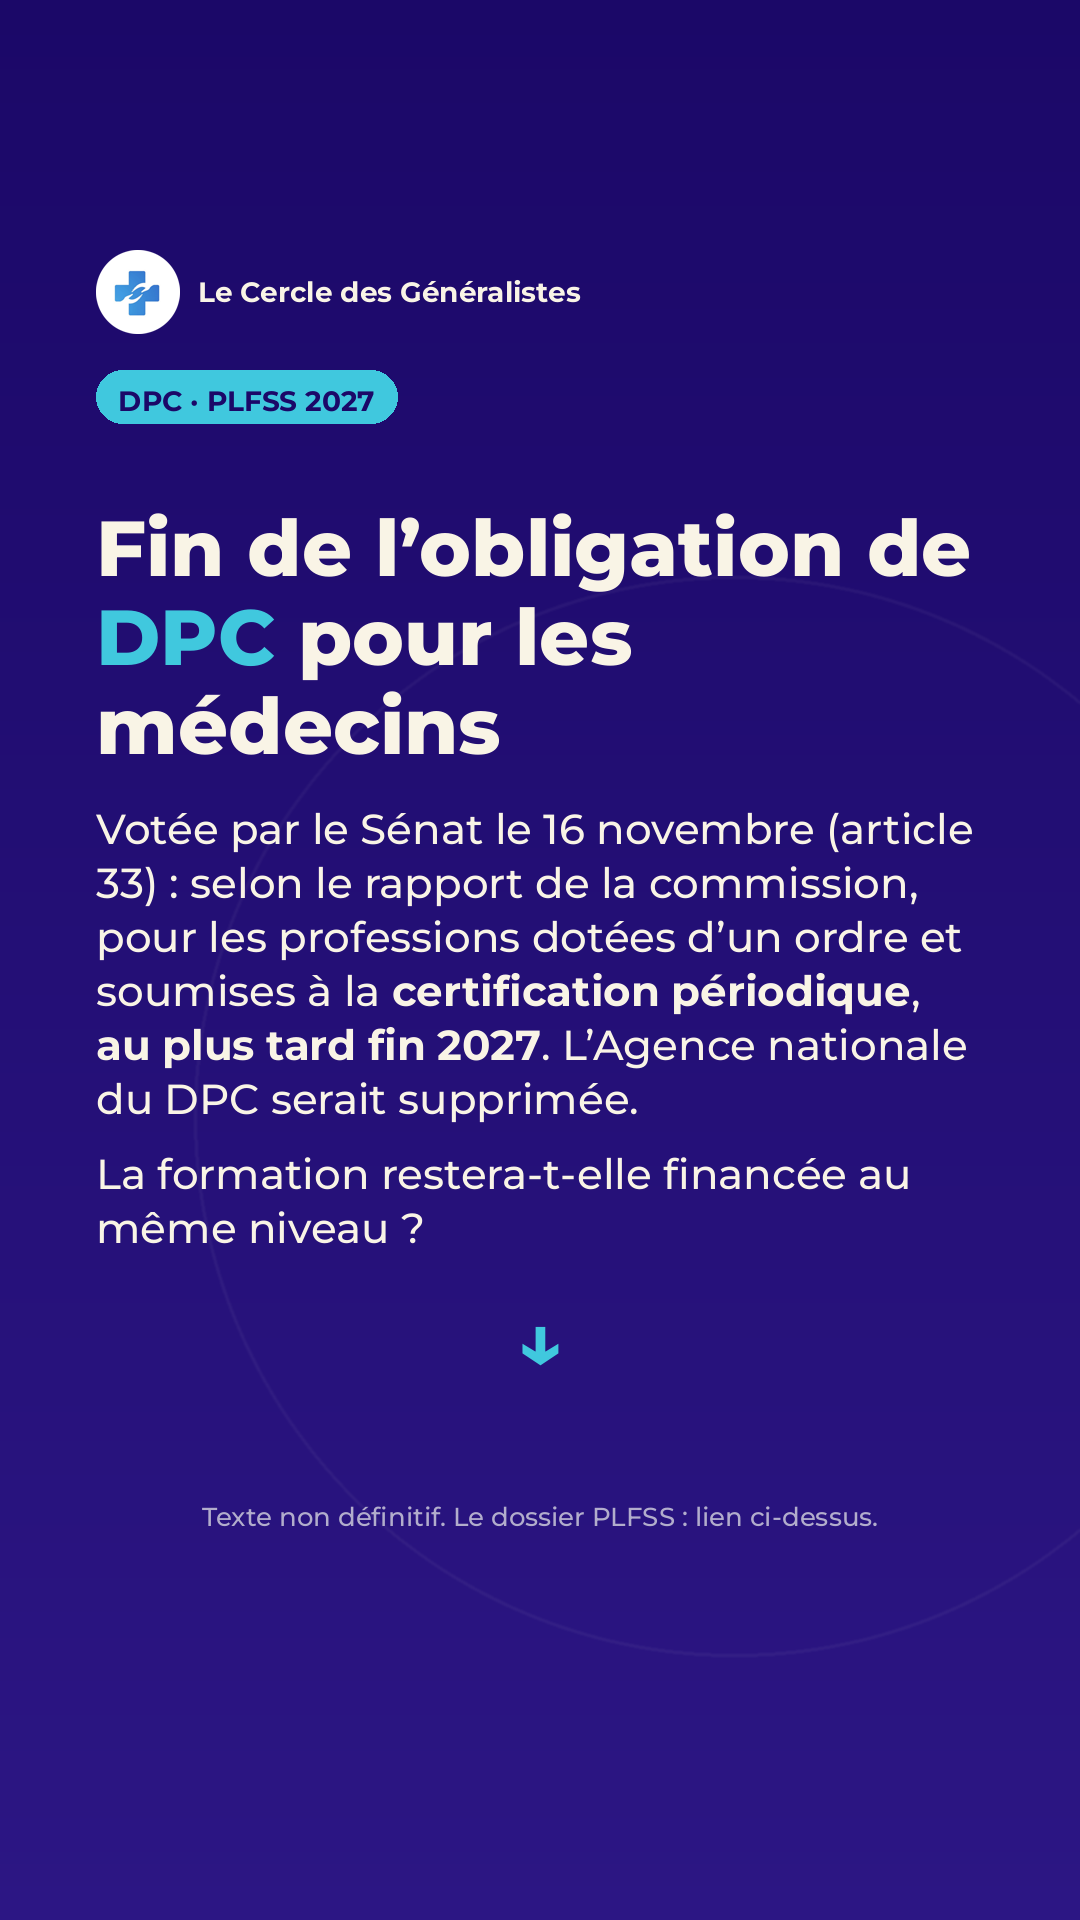 Le Cercle des Généralistes
DPC · PLFSS 2027
Fin de l’obligation de
DPC pour les
médecins
Votée par le Sénat le 16 novembre (article
33) : selon le rapport de la commission,
pour les professions dotées d’un ordre et
soumises à la certification périodique,
au plus tard fin 2027. L’Agence nationale
du DPC serait supprimée.
La formation restera-t-elle financée au
même niveau ?
Texte non définitif. Le dossier PLFSS : lien ci-dessus.